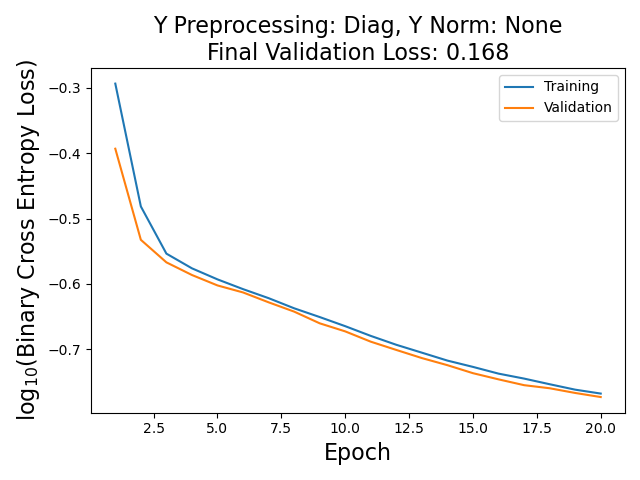 Y Preprocessing: Diag, Y Norm: None
Final Validation Loss: 0.168
Training
Validation
log₁₀(Binary Cross Entropy Loss)
−0.3
−0.4
−0.5
−0.6
−0.7
2.5 5.0 7.5 10.0 12.5 15.0 17.5 20.0
Epoch